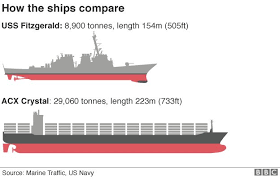 How the ships compare
USS Fitzgerald: 8,900 tonnes, length 154m (505ft)
ACX Crystal: 29,060 tonnes, length 223m (733ft)
Source: Marine Traffic, US Navy
BBC